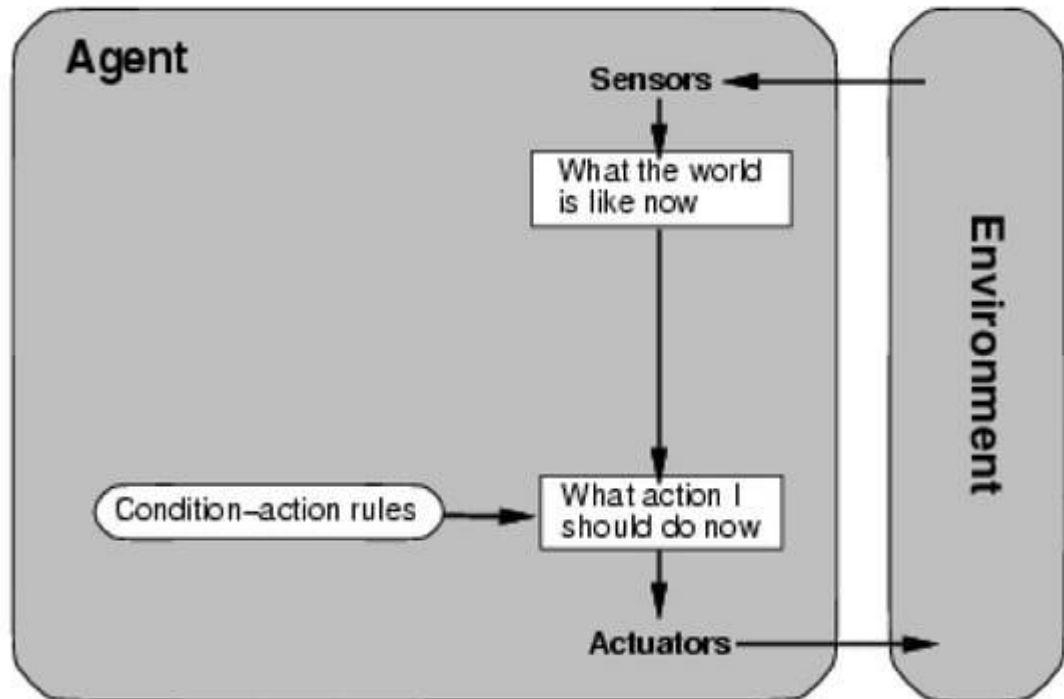 Agent
Sensors
What the world
is like now
Environment
Condition–action rules
What action I
should do now
Actuators